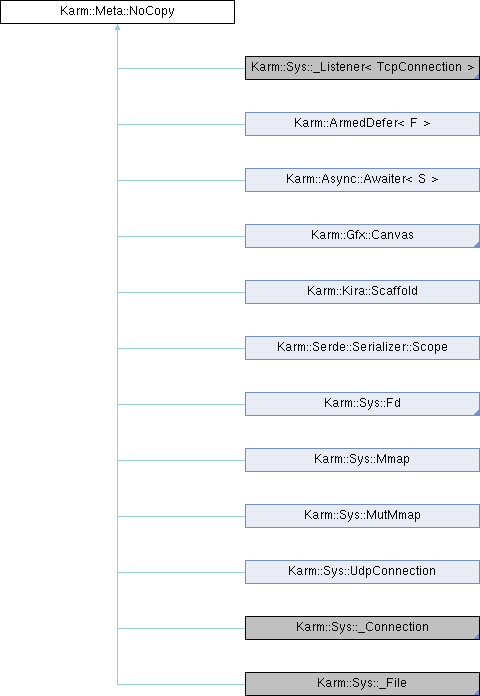 Karm::Meta::NoCopy
Karm::Sys::_Listener< TcpConnection >
Karm::ArmedDefer< F >
Karm::Async::Awaiter< S >
Karm::Gfx::Canvas
Karm::Kira::Scaffold
Karm::Serde::Serializer::Scope
Karm::Sys::Fd
Karm::Sys::Mmap
Karm::Sys::MutMmap
Karm::Sys::UdpConnection
Karm::Sys::_Connection
Karm::Sys::_File